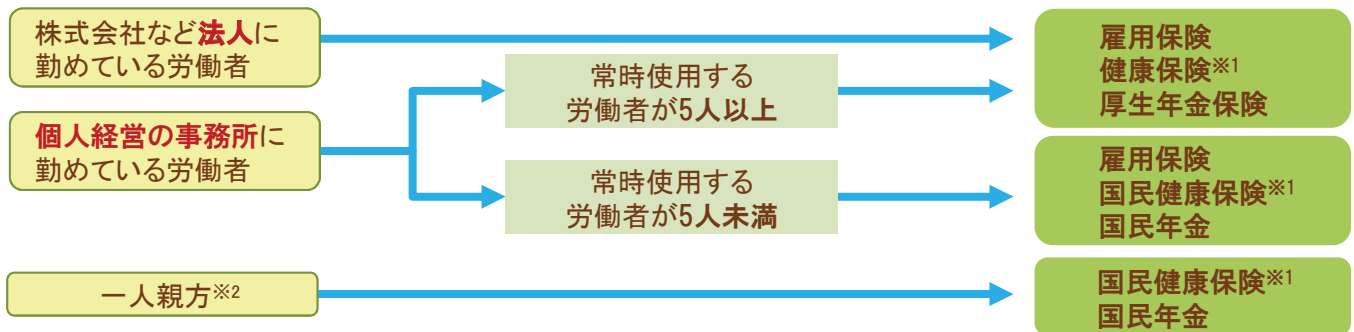 株式会社など法人に
勤めている労働者
個人経営の事務所に
勤めている労働者
常時使用する
労働者が5人以上
常時使用する
労働者が5人未満
一人親方※2
雇用保険
健康保険※1
厚生年金保険
雇用保険
国民健康保険※1
国民年金
国民健康保険※1
国民年金